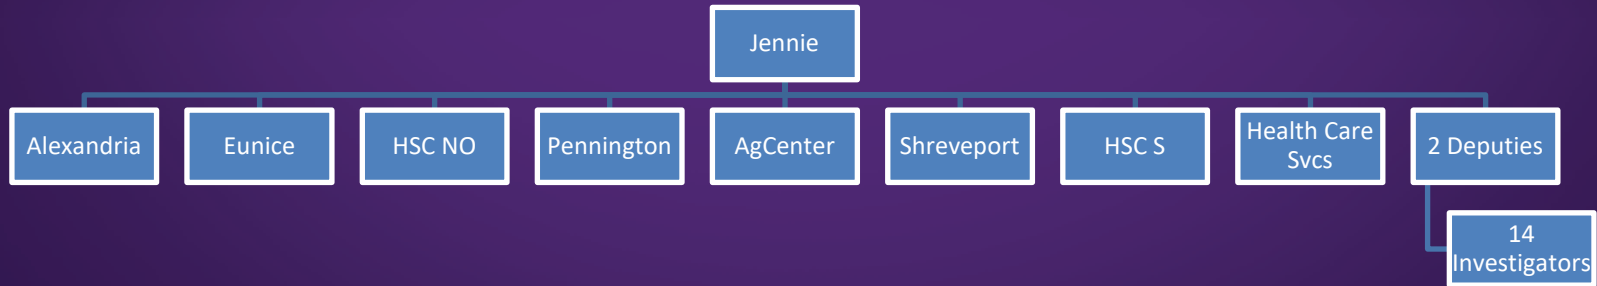 Jennie
Alexandria
Eunice
HSC NO
Pennington
AgCenter
Shreveport
HSC S
Health Care
Svcs
2 Deputies
14
Investigators